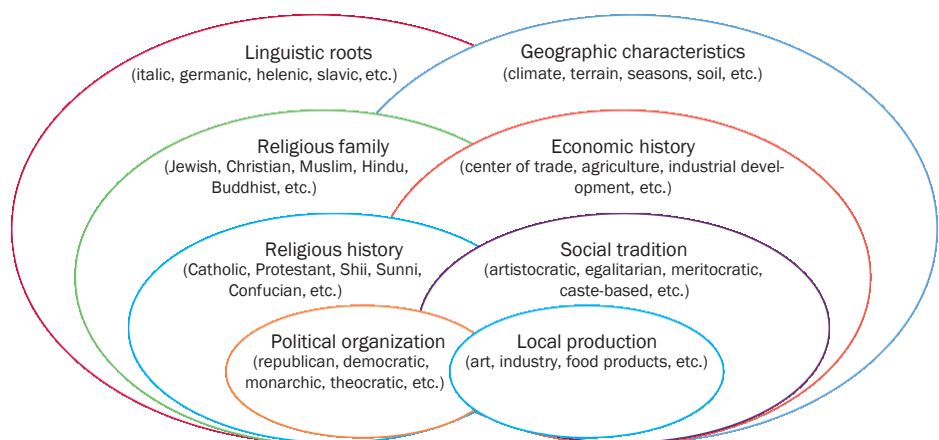 Linguistic roots
(italic, germanic, helenic, slavic, etc.)
Geographic characteristics
(climate, terrain, seasons, soil, etc.)
Religious family
(Jewish, Christian, Muslim, Hindu,
Buddhist, etc.)
Economic history
(center of trade, agriculture, industrial devel-
opment, etc.)
Religious history
(Catholic, Protestant, Shii, Sunni,
Confucian, etc.)
Social tradition
(artistocratic, egalitarian, meritocratic,
caste-based, etc.)
Political organization
(republican, democratic,
monarchic, theocratic, etc.)
Local production
(art, industry, food products, etc.)